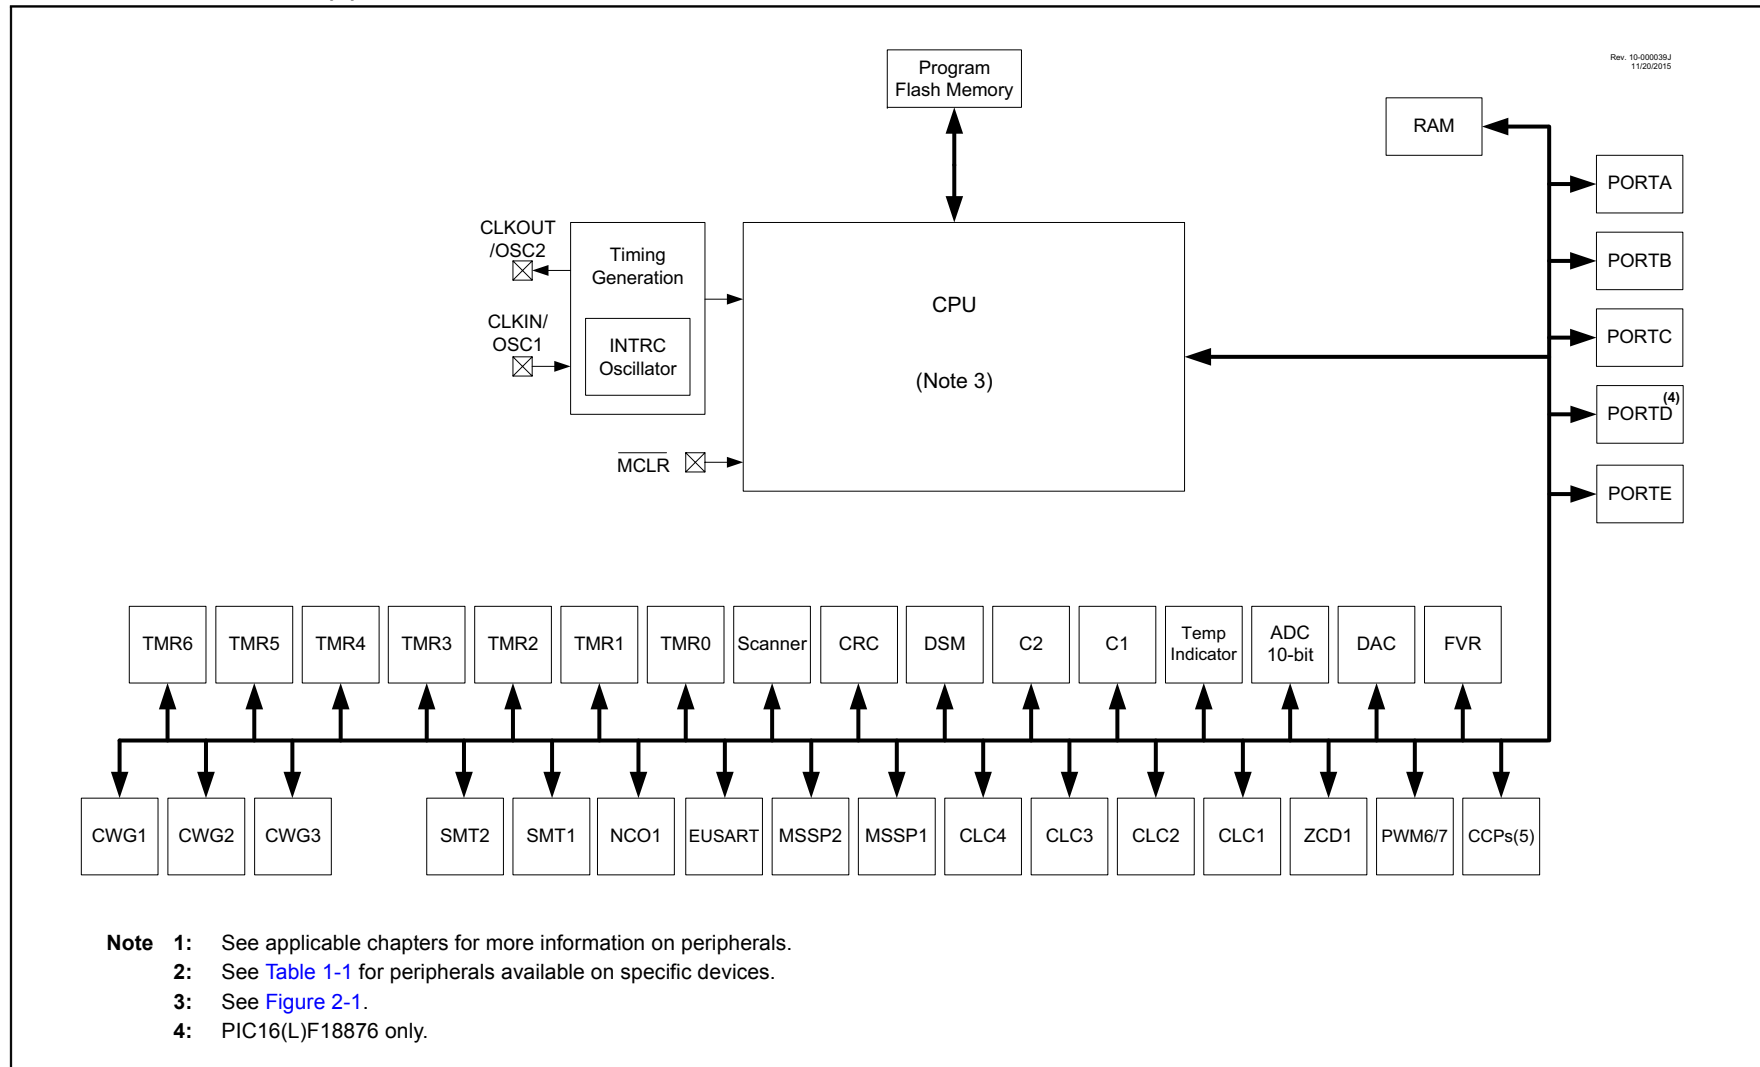 Rev. 10-000039J
11/20/2015
Program
Flash Memory
RAM
PORTA
PORTB
PORTC
PORTD(4)
PORTE
CLKOUT
/OSC2
CLKIN/
OSC1
Timing
Generation
INTRC
Oscillator
MCLR
CPU
(Note 3)
TMR6
TMR5
TMR4
TMR3
TMR2
TMR1
TMR0
Scanner
CRC
DSM
C2
C1
Temp
Indicator
ADC
10-bit
DAC
FVR
CWG1
CWG2
CWG3
SMT2
SMT1
NCO1
EUSART
MSSP2
MSSP1
CLC4
CLC3
CLC2
CLC1
ZCD1
PWM6/7
CCPs(5)
Note 1: See applicable chapters for more information on peripherals.
2: See Table 1-1 for peripherals available on specific devices.
3: See Figure 2-1.
4: PIC16(L)F18876 only.